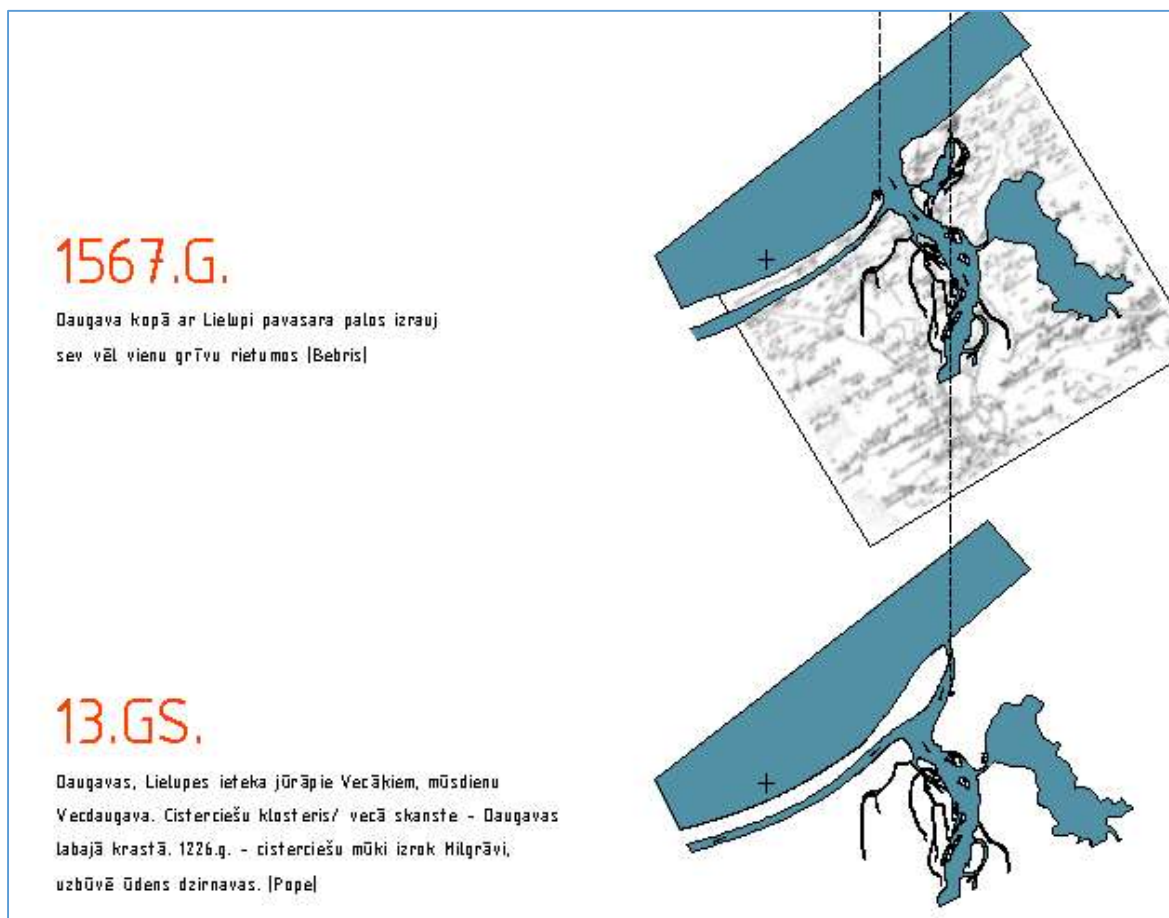 1567.G.
Daugava kopā ar Lielupi pavasara palos izrauj
sev vēl vienu grīvu rietumos |Bebris|
13.GS.
Daugavas, Lielupes ieteka jūrāpie Vecāķiem, mūsdienu
Vecdaugava. Cisterciešu klosteris/ vecā skanste - Daugavas
labajā krastā. 1226.g. - cisterciešu mūki izrok Milgrāvi,
uzbūvē ūdens dzirnavas. |Pope|